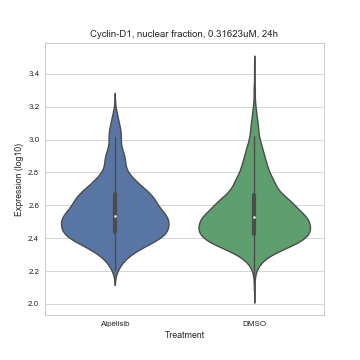 Cyclin-D1, nuclear fraction, 0.31623uM, 24h
Expression (log10)
3.4
3.2
3.0
2.8
2.6
2.4
2.2
2.0
Alpelisib
DMSO
Treatment